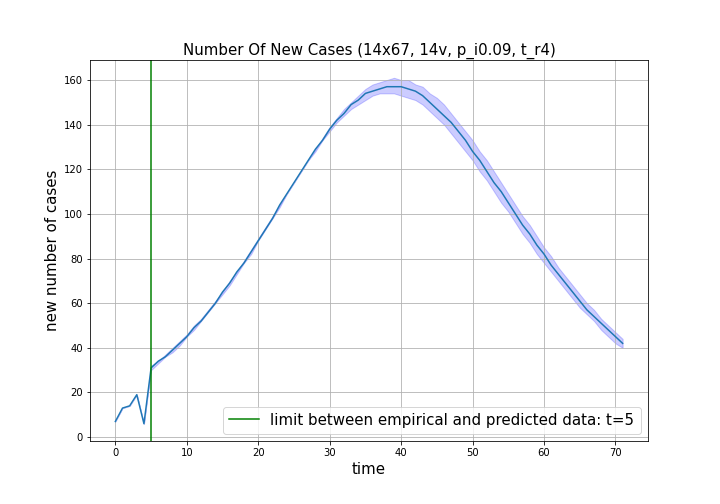 Number Of New Cases (14x67, 14v, p_i0.09, t_r4)
new number of cases
160
140
120
100
80
60
40
20
0
limit between empirical and predicted data: t=5
0 10 20 30 40 50 60 70
time